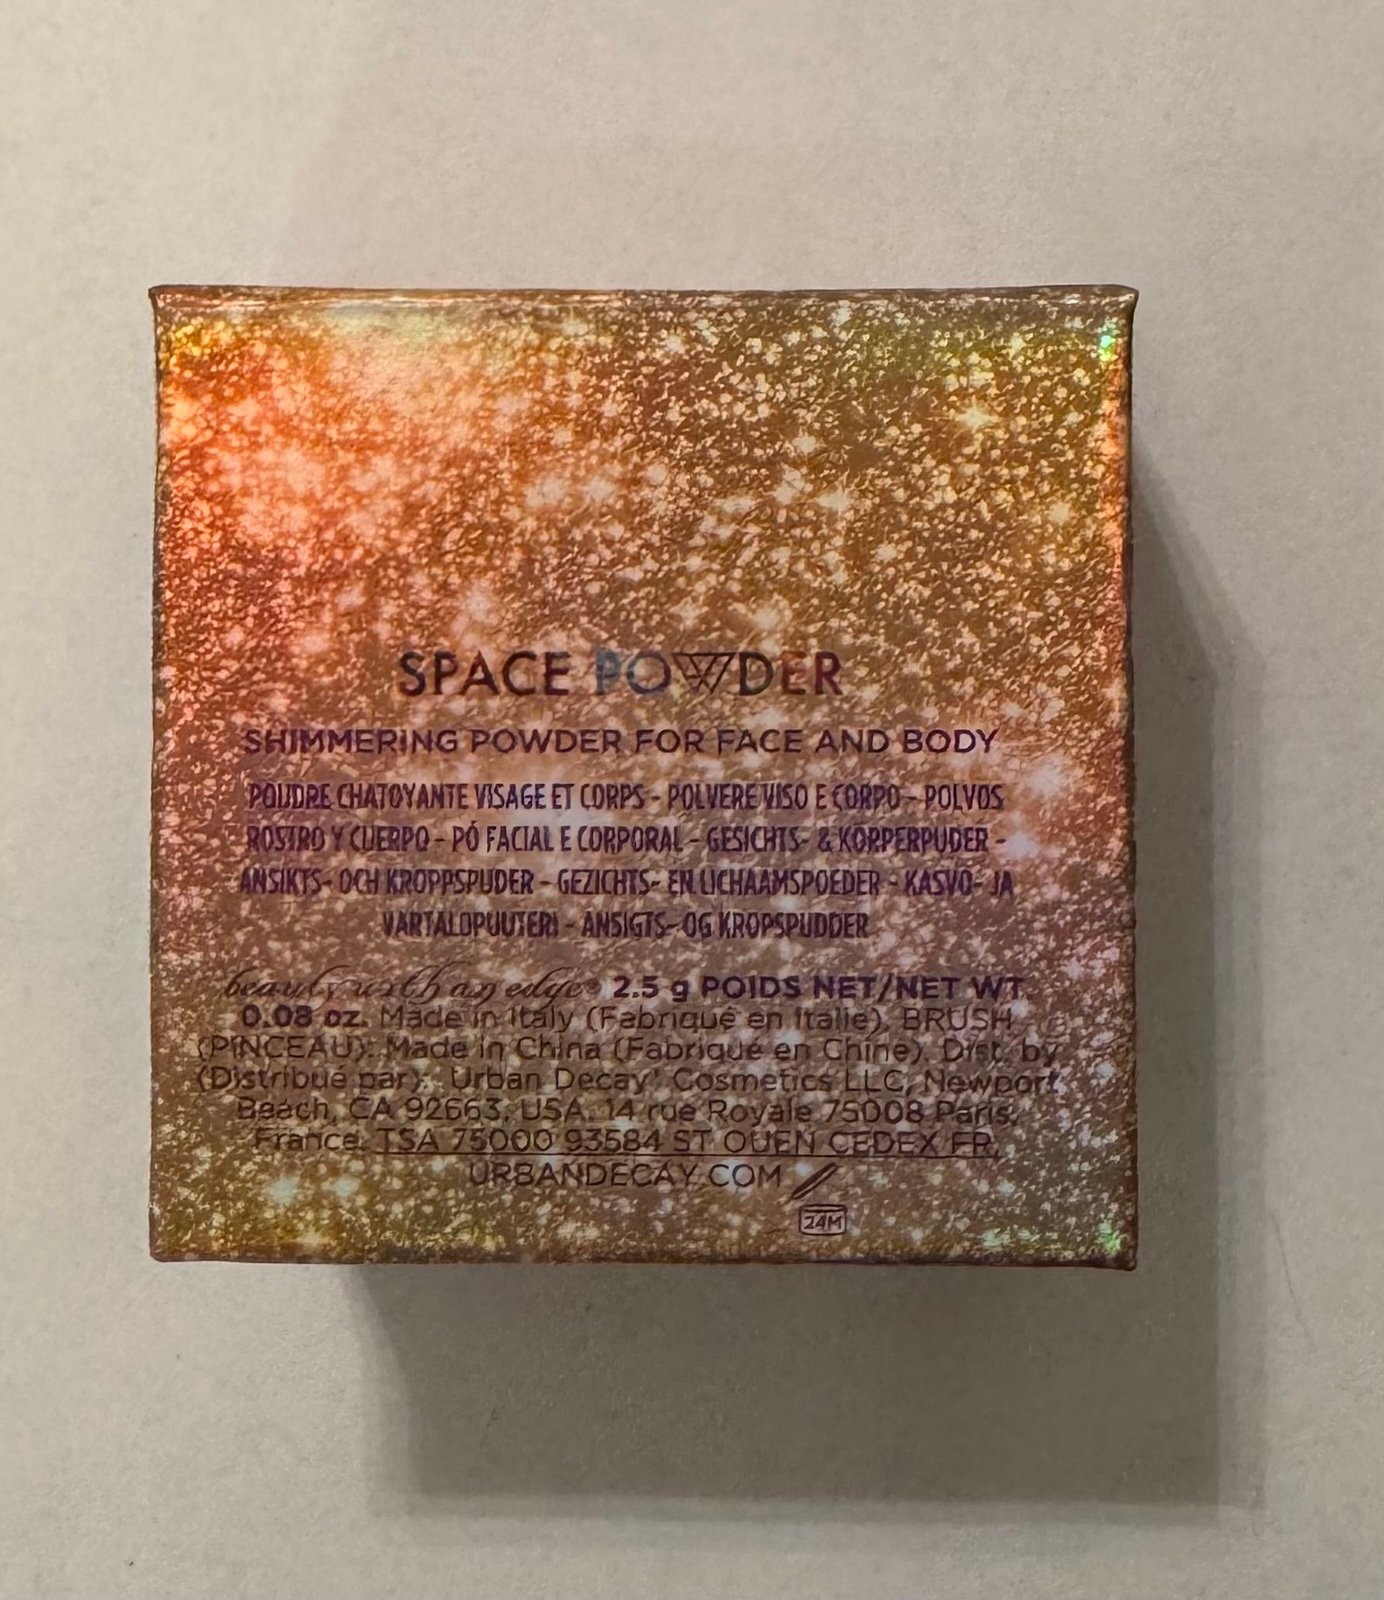 SPACE POWDER
SHIMMERING POWDER FOR FACE AND BODY
POUDRE CHATOYANTE VISAGE ET CORPS - POLVERE VISO E CORPO - POLVOS
ROSTRO Y CUERPO - PÓ FACIAL E CORPORAL - GESICHTS- & KÖRPERPUDER -
ANSIKTS- OCH KROPPSPUDER - GEZICHTS- EN LICHAAMSPOEDER - KASVO- JA
VARTALOPUUTERI - ANSIGTS- OG KROPSPUDDER
beauty with an edge® 2.5 g POIDS NET/NET WT
0.08 oz. Made in Italy (Fabriqué en Italie). BRUSH
(PINCEAU): Made in China (Fabriqué en Chine). Dist. by
(Distribué par): Urban Decay® Cosmetics LLC, Newport
Beach, CA 92663, USA. 14 rue Royale 75008 Paris,
France. TSA 75000 93584 ST OUEN CEDEX FR.
URBANDECAY.COM
24M